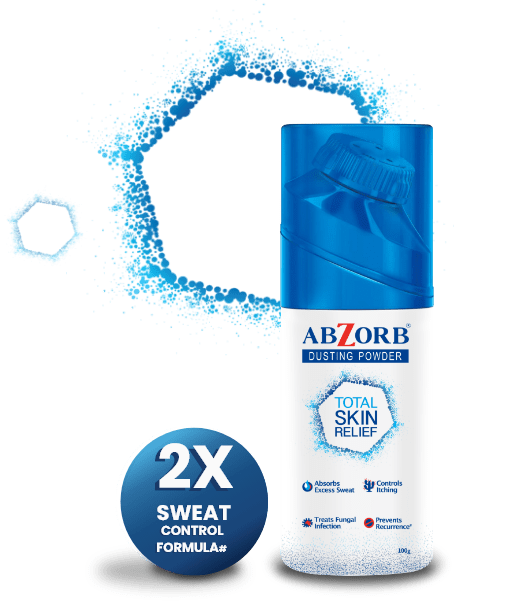 ABZORB®
DUSTING POWDER
TOTAL
SKIN
RELIEF
Absorbs
Excess Sweat
Controls
Itching
Treats Fungal
Infection
Prevents
Recurrence#
100g
2X
SWEAT
CONTROL
FORMULA#